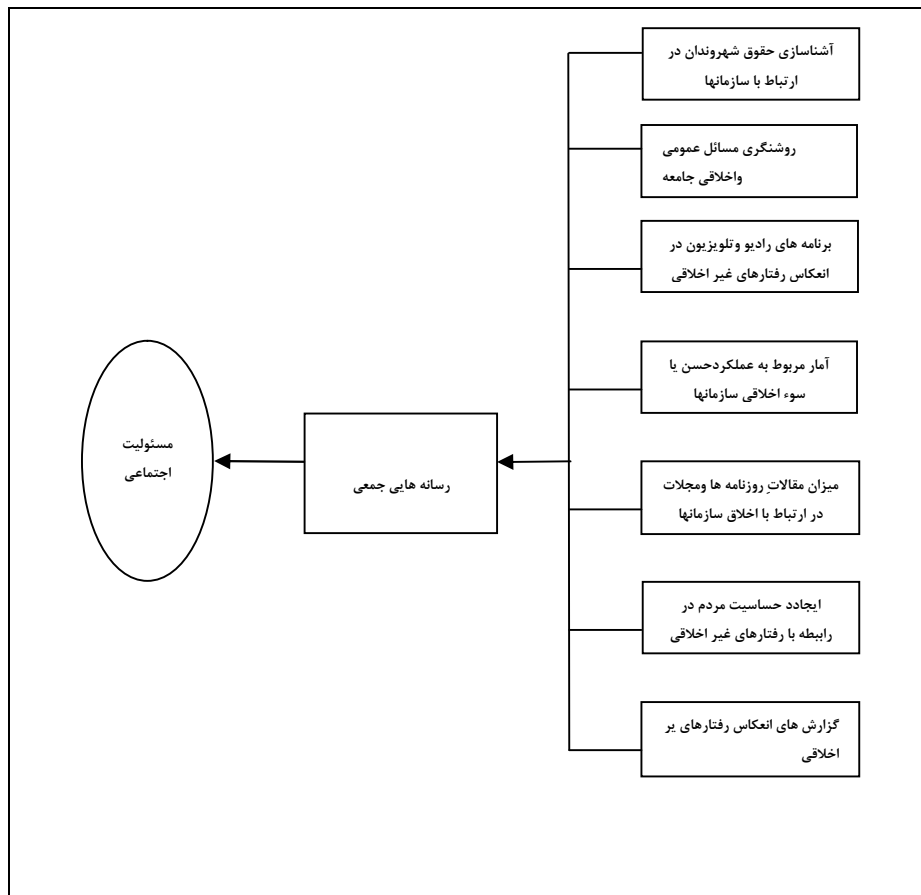 آشناسازی حقوق شهروندان در
ارتباط با سازمانها
روشنگری مسائل عمومی
واخلاقی جامعه
برنامه های رادیو وتلویزیون در
انعکاس رفتارهای غیر اخلاقی
آمار مربوط به عملکردحسن یا
سوء اخلاقی سازمانها
میزان مقالاتِ روزنامه ها ومجلات
در ارتباط با اخلاق سازمانها
ایجادد حساسیت مردم در
رابیطه با رفتارهای غیر اخلاقی
گزارش های انعکاس رفتارهای یر
اخلاقی
رسانه هایی جمعی
مسئولیت
اجتماعی